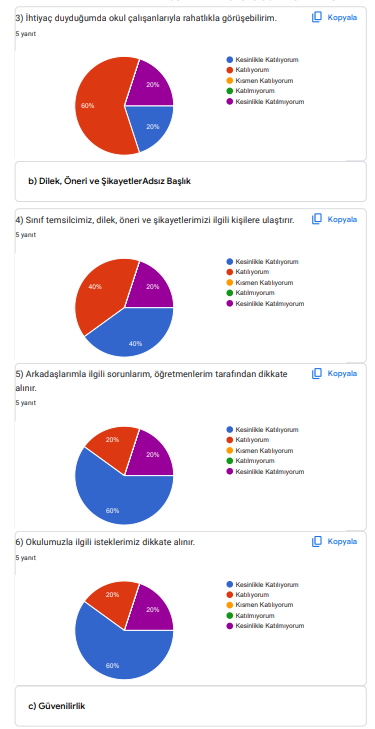 3) İhtiyaç duyduğumda okul çalışanlarıyla rahatlıkla görüşebilirim.
Kopyala
5 yanıt
Kesinlikle Katılıyorum
Katılıyorum
Kısmen Katılıyorum
Katılmıyorum
Kesinlikle Katılmıyorum
20%
60%
20%
b) Dilek, Öneri ve ŞikayetlerAdsız Başlık
4) Sınıf temsilcimiz, dilek, öneri ve şikayetlerimizi ilgili kişilere ulaştırır.
Kopyala
5 yanıt
Kesinlikle Katılıyorum
Katılıyorum
Kısmen Katılıyorum
Katılmıyorum
Kesinlikle Katılmıyorum
40%
20%
40%
5) Arkadaşlarımla ilgili sorunlarım, öğretmenlerim tarafından dikkate
alınır.
Kopyala
5 yanıt
Kesinlikle Katılıyorum
Katılıyorum
Kısmen Katılıyorum
Katılmıyorum
Kesinlikle Katılmıyorum
20%
20%
60%
6) Okulumuzla ilgili isteklerimiz dikkate alınır.
Kopyala
5 yanıt
Kesinlikle Katılıyorum
Katılıyorum
Kısmen Katılıyorum
Katılmıyorum
Kesinlikle Katılmıyorum
20%
20%
60%
c) Güvenilirlik